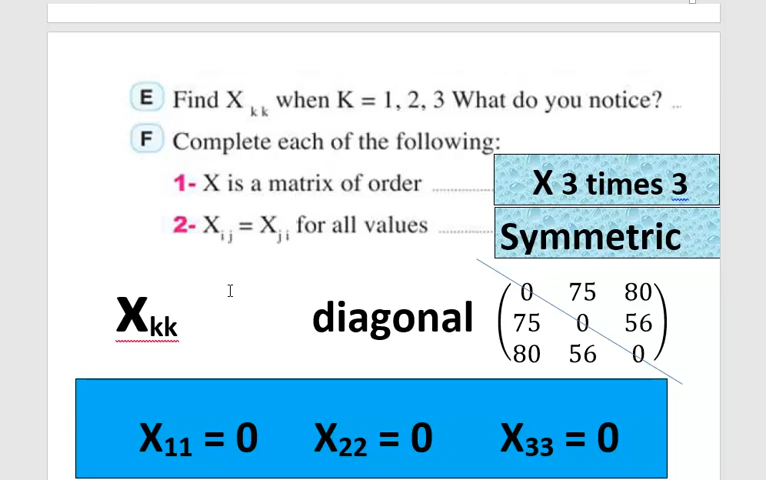 E Find X kk when K = 1, 2, 3 What do you notice? ...
F Complete each of the following:
1- X is a matrix of order ................ X 3 times 3
2- X ij = X ji for all values ................ Symmetric
Xkk diagonal
0 75 80
75 0 56
80 56 0
X11 = 0 X22 = 0 X33 = 0